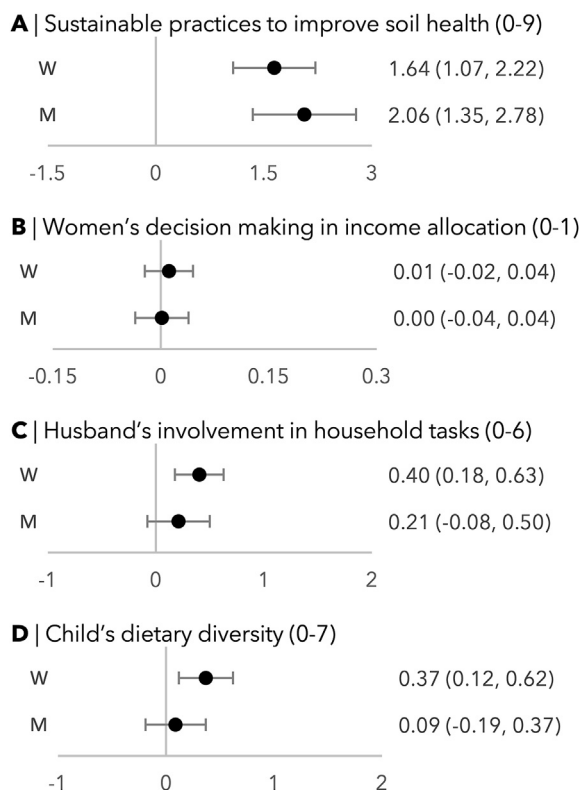 A | Sustainable practices to improve soil health (0-9)
W 1.64 (1.07, 2.22)
M 2.06 (1.35, 2.78)
-1.5 0 1.5 3
B | Women’s decision making in income allocation (0-1)
W 0.01 (-0.02, 0.04)
M 0.00 (-0.04, 0.04)
-0.15 0 0.15 0.3
C | Husband’s involvement in household tasks (0-6)
W 0.40 (0.18, 0.63)
M 0.21 (-0.08, 0.50)
-1 0 1 2
D | Child’s dietary diversity (0-7)
W 0.37 (0.12, 0.62)
M 0.09 (-0.19, 0.37)
-1 0 1 2